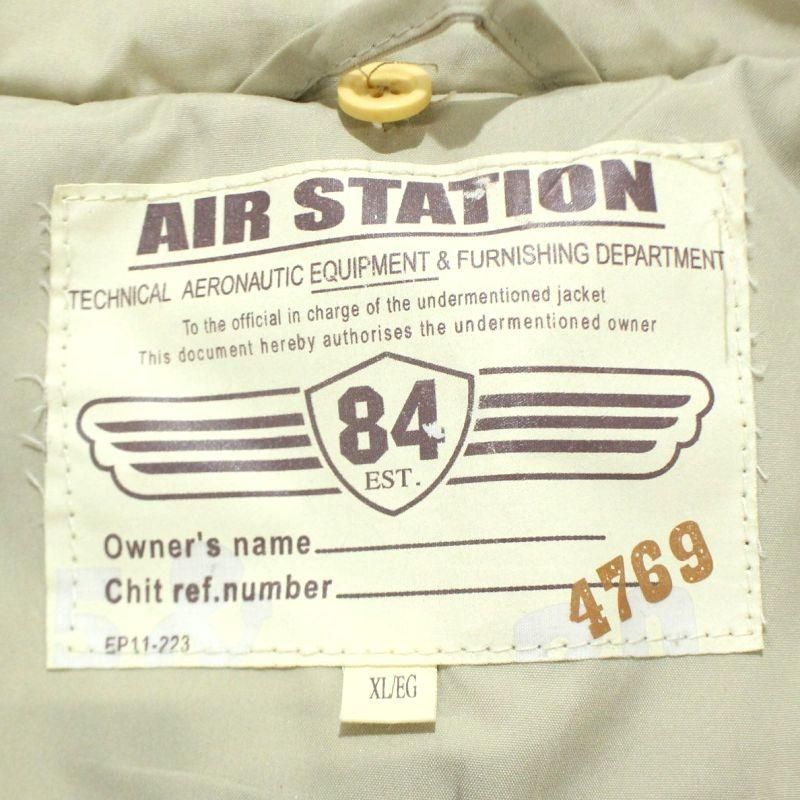 AIR STATION
TECHNICAL AERONAUTIC EQUIPMENT & FURNISHING DEPARTMENT
To the official in charge of the undermentioned jacket
This document hereby authorises the undermentioned owner
84
EST.
Owner's name
Chit ref.number
4769
EP11-223
XL/EG